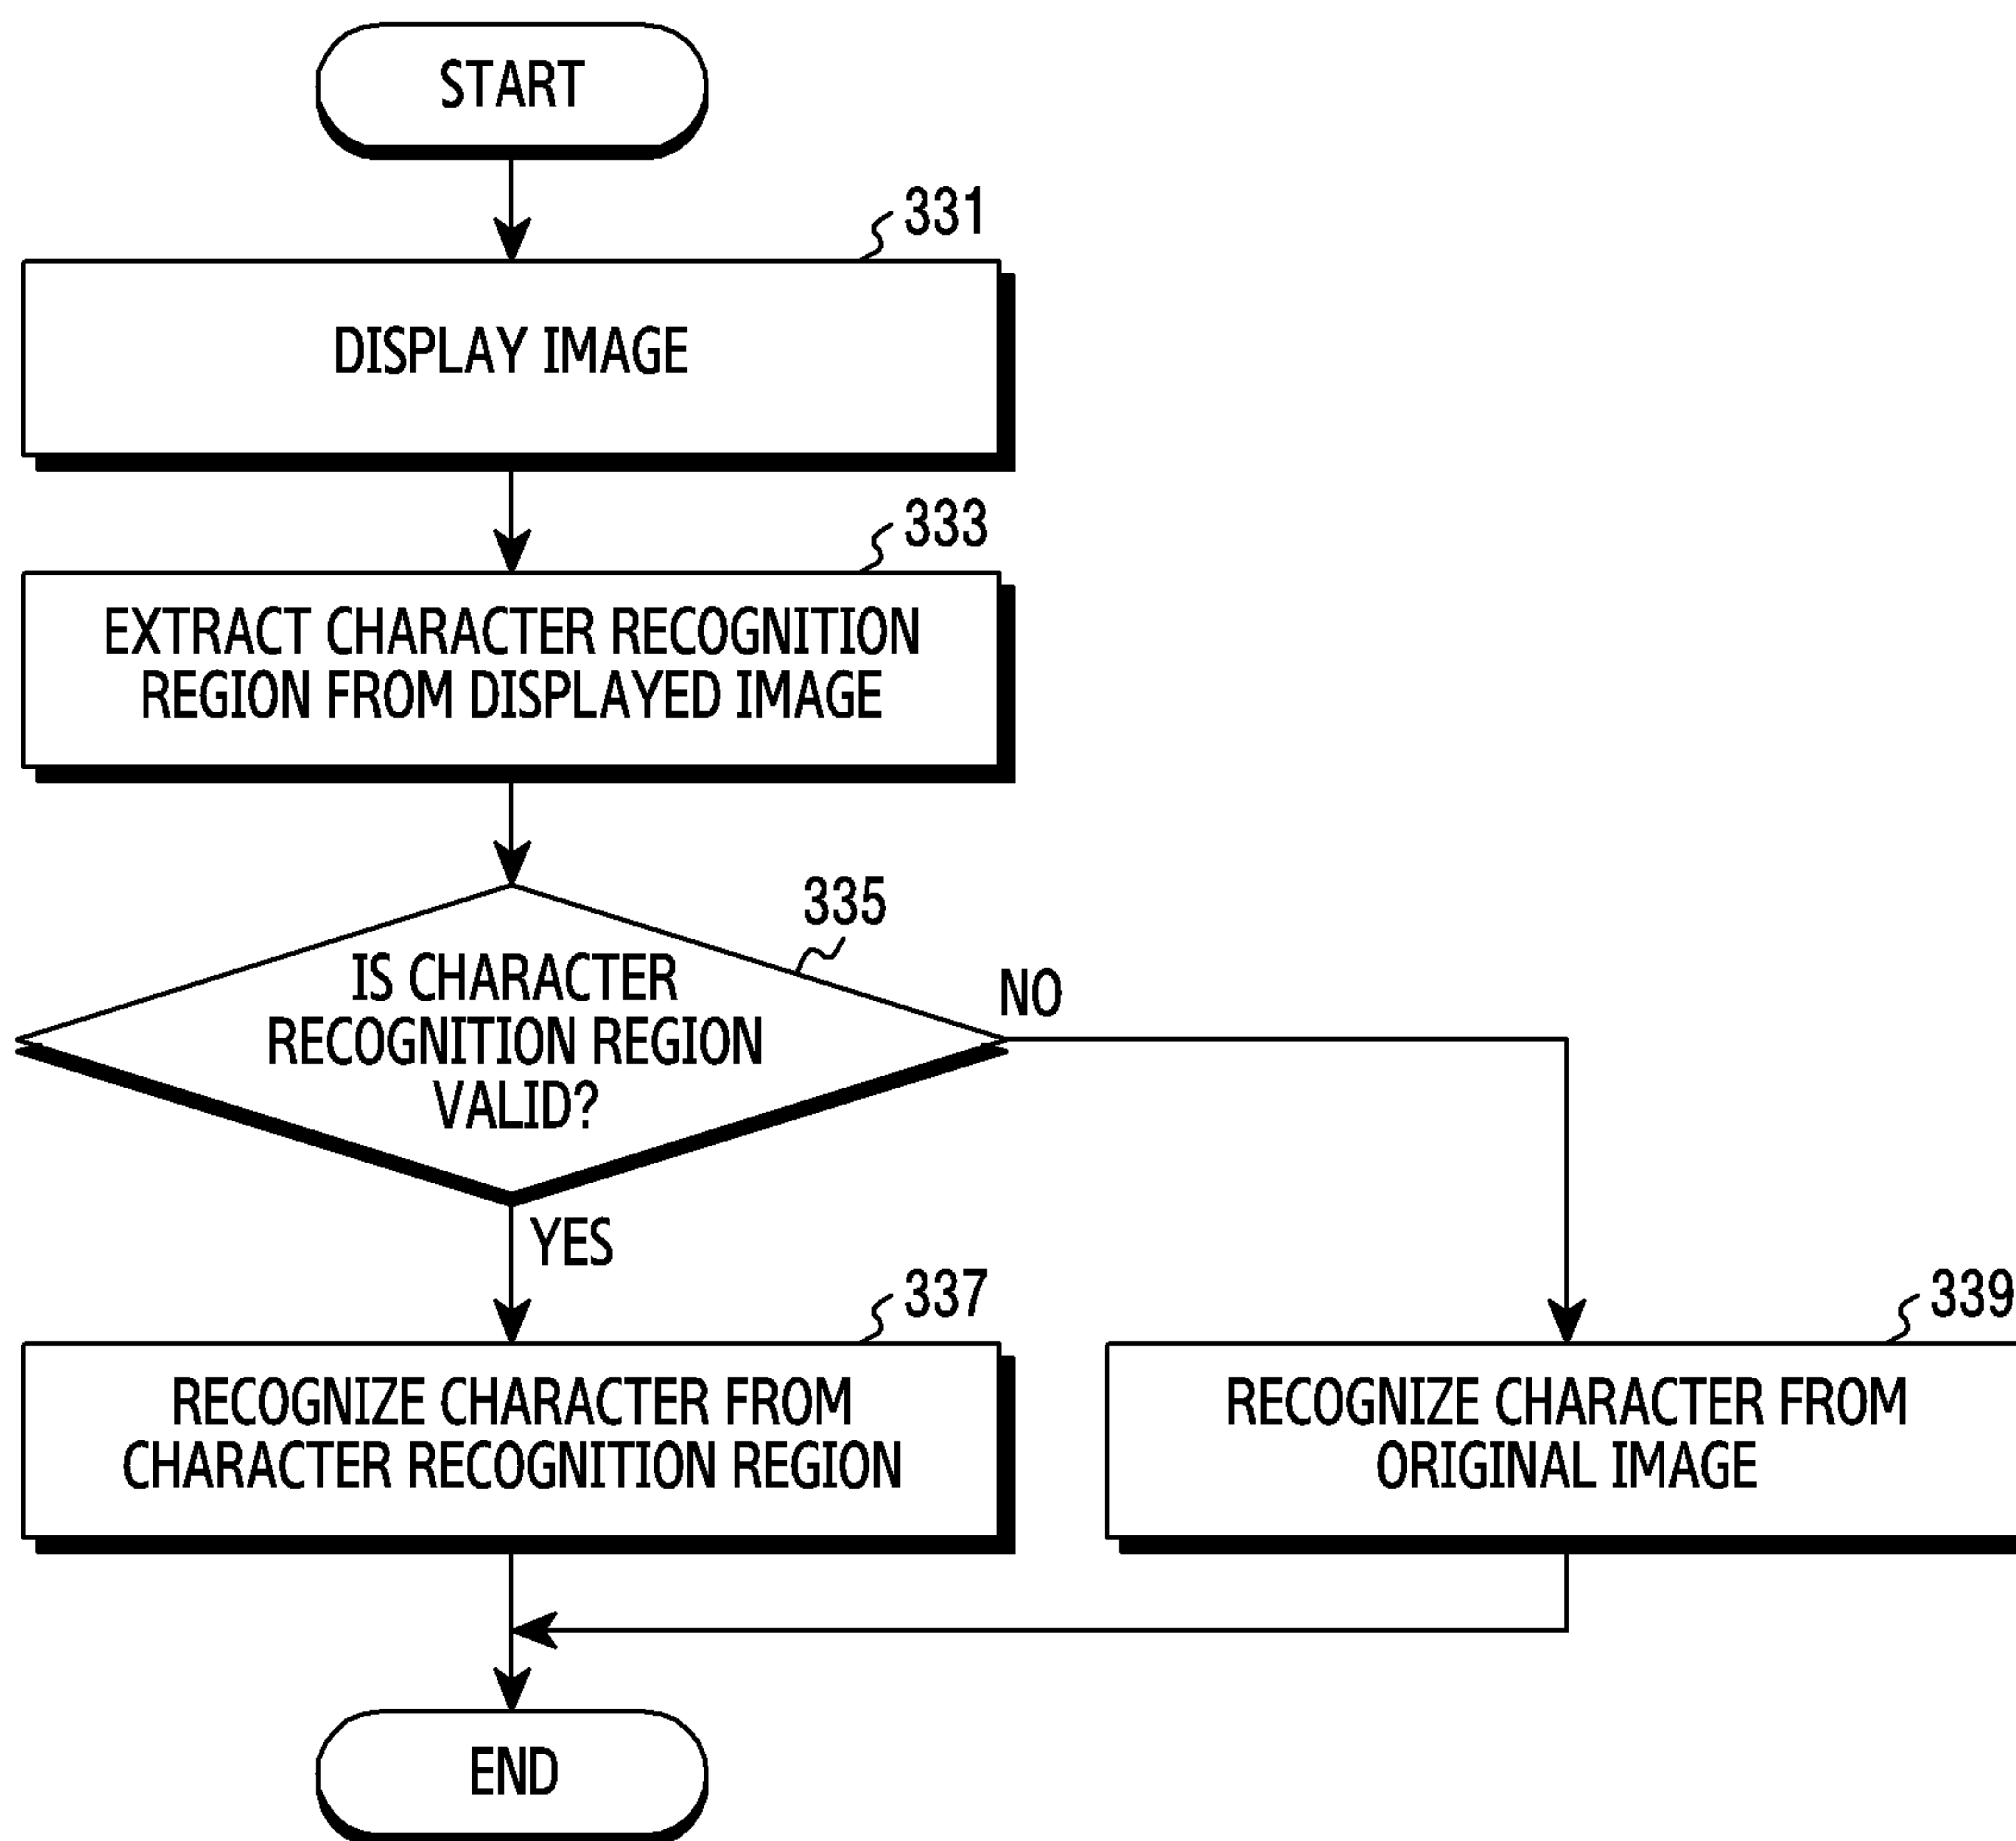 START
331
DISPLAY IMAGE
333
EXTRACT CHARACTER RECOGNITION
REGION FROM DISPLAYED IMAGE
335
IS CHARACTER
RECOGNITION REGION
VALID?
NO
YES
337
RECOGNIZE CHARACTER FROM
CHARACTER RECOGNITION REGION
339
RECOGNIZE CHARACTER FROM
ORIGINAL IMAGE
END